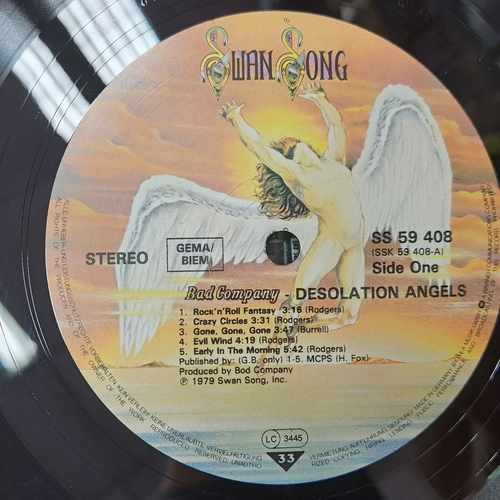 SWAN SONG
STEREO
GEMA/
BIEM
SS 59 408
(SSK 59 408-A)
Side One
Bad Company DESOLATION ANGELS
1. Rock'n'Roll Fantasy 3:16 (Rodgers)
2. Crazy Circles 3:31 (Rodgers)
3. Gone, Gone, Gone 3:47 (Burrell)
4. Evil Wind 4:19 (Rodgers)
5. Early In The Morning 5:42 (Rodgers)
Published by: (G.B. only) 1-5. MCPS (H. Fox)
Produced by Bod Company
℗ 1979 Swan Song, Inc.
LC 3445
33